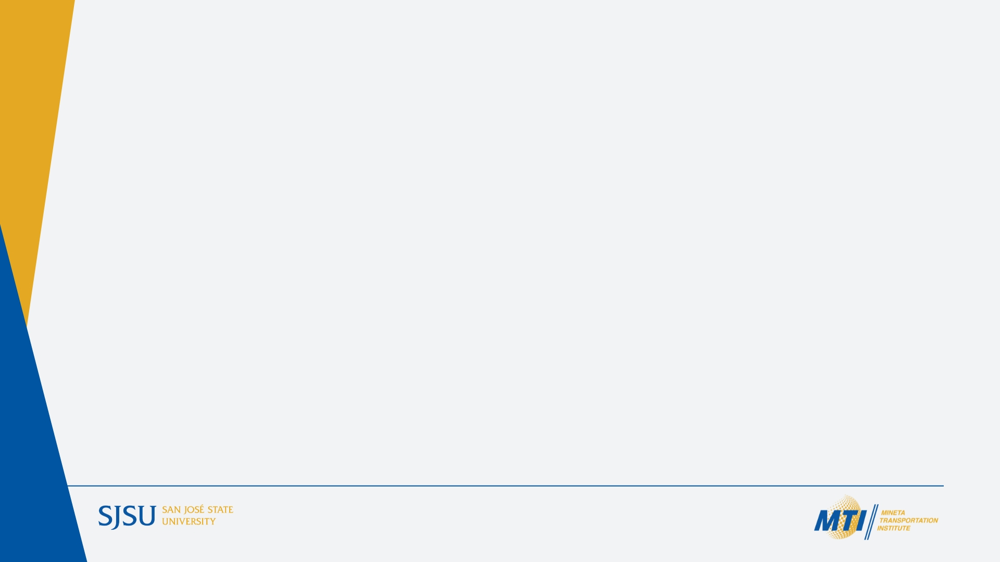 SJSU SAN JOSÉ STATE
UNIVERSITY
MTI MINETA
TRANSPORTATION
INSTITUTE